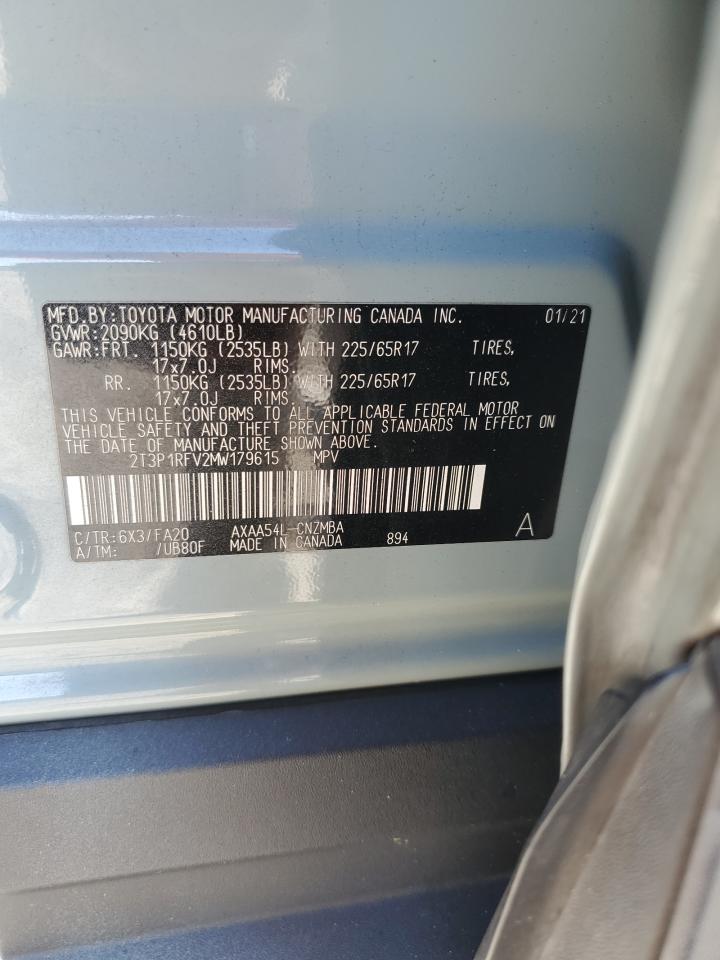 MFD.BY:TOYOTA MOTOR MANUFACTURING CANADA INC. 01/21
GVWR:2090KG (4610LB)
GAWR:FRT. 1150KG (2535LB) WITH 225/65R17 TIRES,
17x7.0J RIMS.
RR. 1150KG (2535LB) WITH 225/65R17 TIRES,
17x7.0J RIMS.
THIS VEHICLE CONFORMS TO ALL APPLICABLE FEDERAL MOTOR
VEHICLE SAFETY AND THEFT PREVENTION STANDARDS IN EFFECT ON
THE DATE OF MANUFACTURE SHOWN ABOVE.
2T3P1RFV2MW179615 MPV
C/TR:6X3/FA20 AXAA54L-CNZMBA
A/TM: /UB80F MADE IN CANADA 894 A